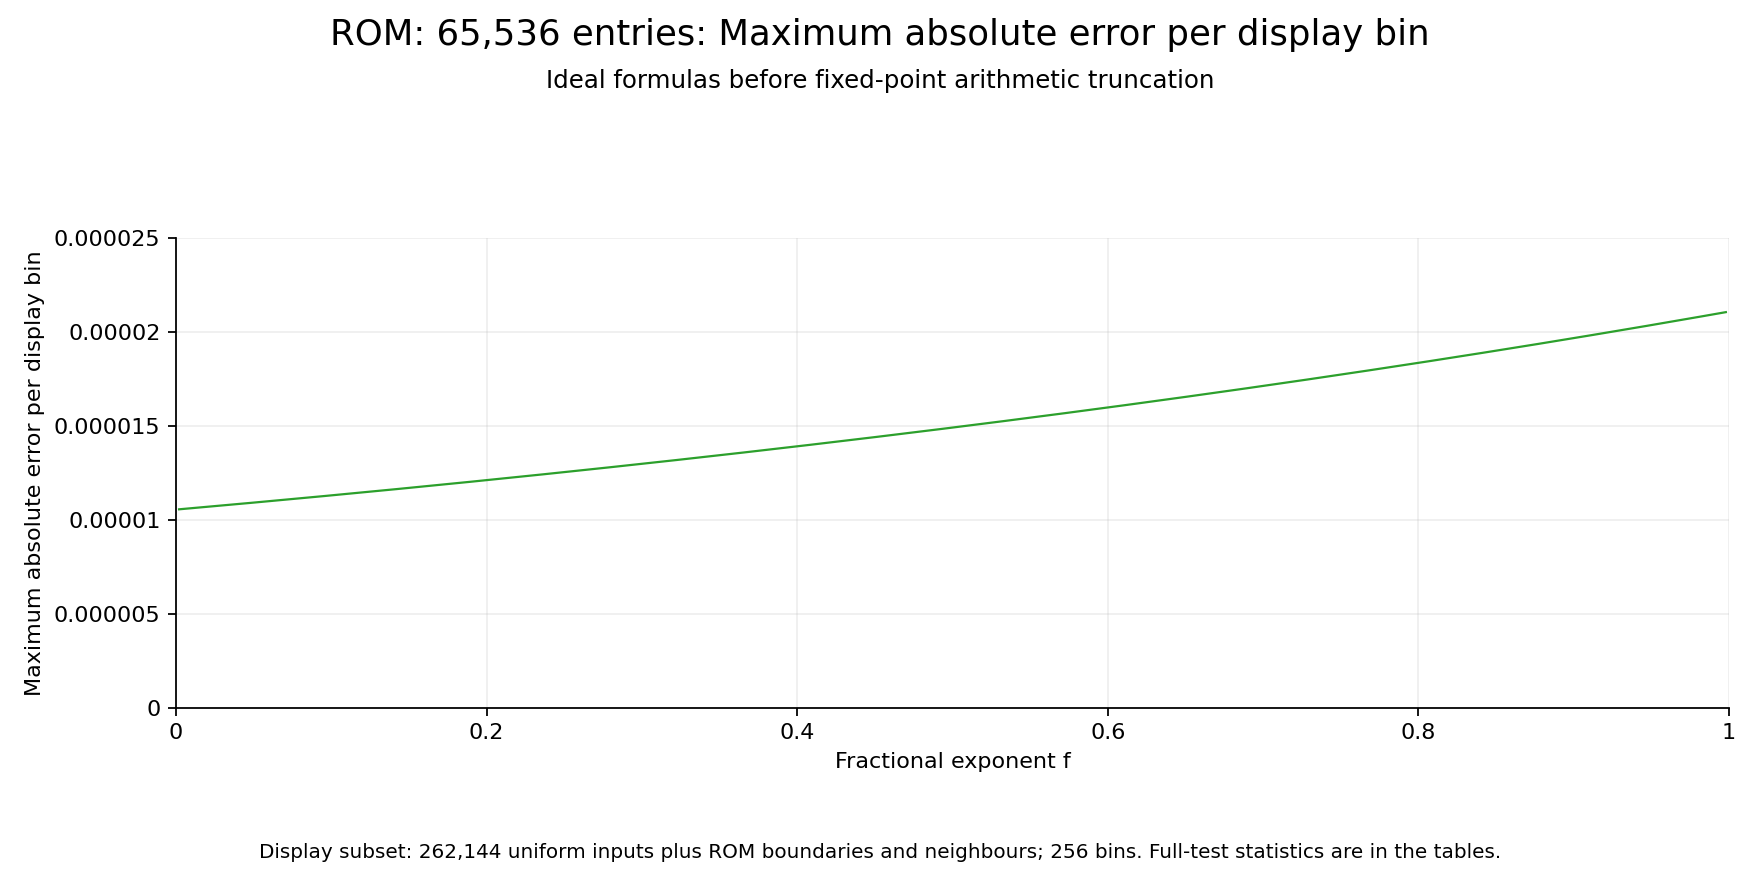 ROM: 65,536 entries: Maximum absolute error per display bin
Ideal formulas before fixed-point arithmetic truncation
Maximum absolute error per display bin
0.000025
0.00002
0.000015
0.00001
0.000005
0
0 0.2 0.4 0.6 0.8 1
Fractional exponent f
Display subset: 262,144 uniform inputs plus ROM boundaries and neighbours; 256 bins. Full-test statistics are in the tables.